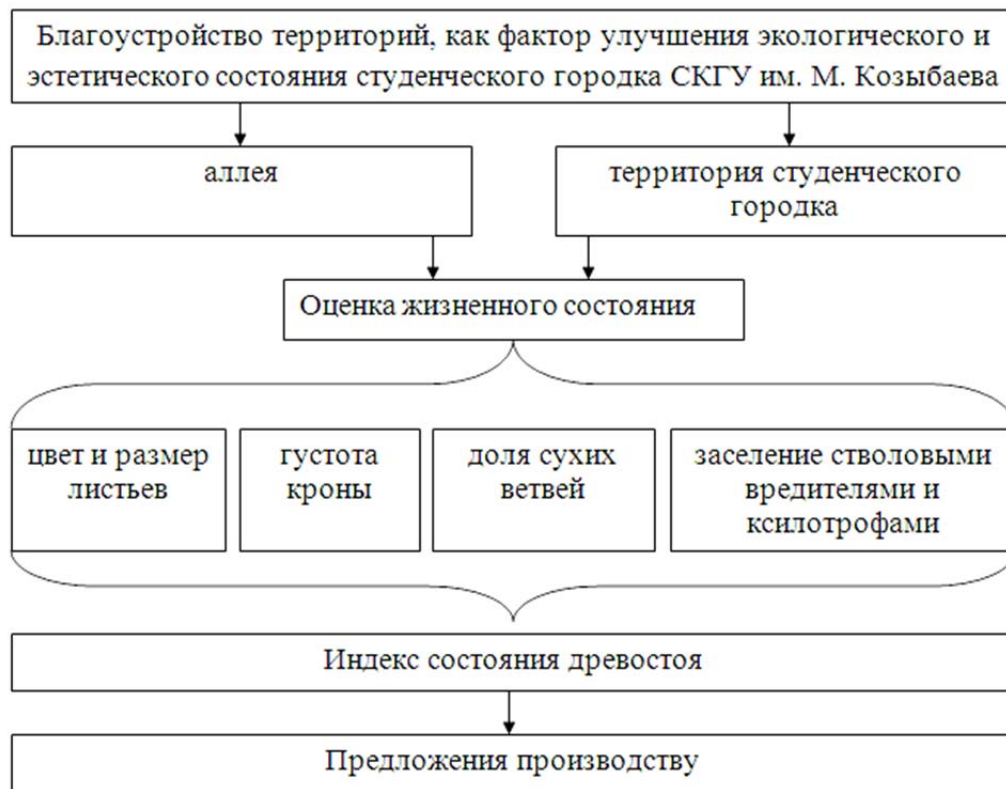 Благоустройство территорий, как фактор улучшения экологического и
эстетического состояния студенческого городка СКГУ им. М. Козыбаева
аллея
территория студенческого
городка
Оценка жизненного состояния
цвет и размер
листьев
густота
кроны
доля сухих
ветвей
заселение стволовыми
вредителями и
ксилотрофами
Индекс состояния древостоя
Предложения производству